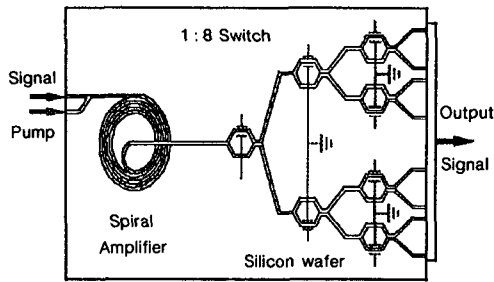 1 : 8 Switch
Signal
Pump
Output
Signal
Spiral
Amplifier
Silicon wafer